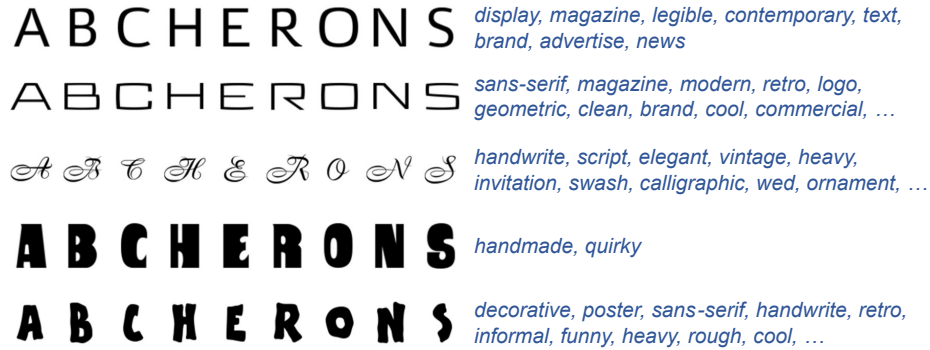 ABCHERONS display, magazine, legible, contemporary, text,
brand, advertise, news
ABCHERONS sans-serif, magazine, modern, retro, logo,
geometric, clean, brand, cool, commercial, …
ABCHERONS handwrite, script, elegant, vintage, heavy,
invitation, swash, calligraphic, wed, ornament, …
ABCHERONS handmade, quirky
ABCHERONS decorative, poster, sans-serif, handwrite, retro,
informal, funny, heavy, rough, cool, …